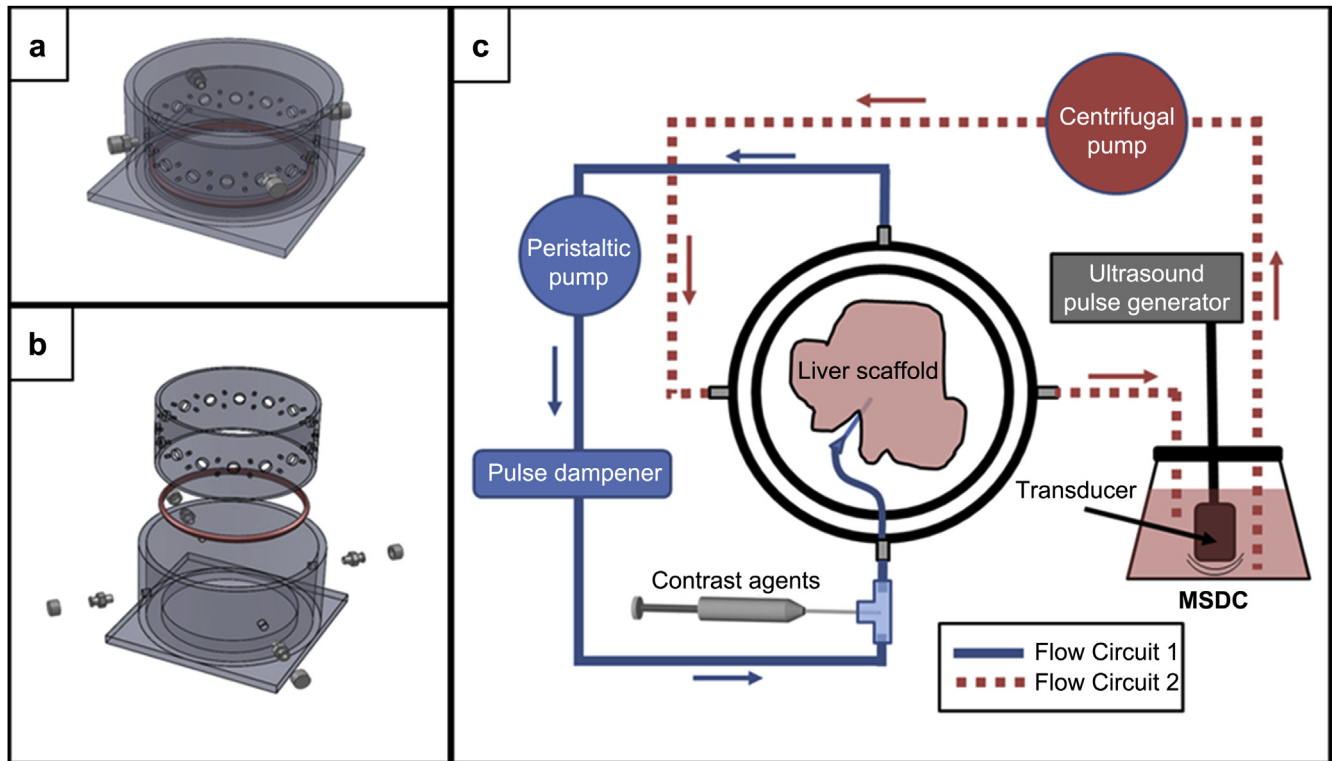 a
b
c
Centrifugal
pump
Peristaltic
pump
Ultrasound
pulse generator
Liver scaffold
Pulse dampener
Transducer
Contrast agents
MSDC
Flow Circuit 1
Flow Circuit 2